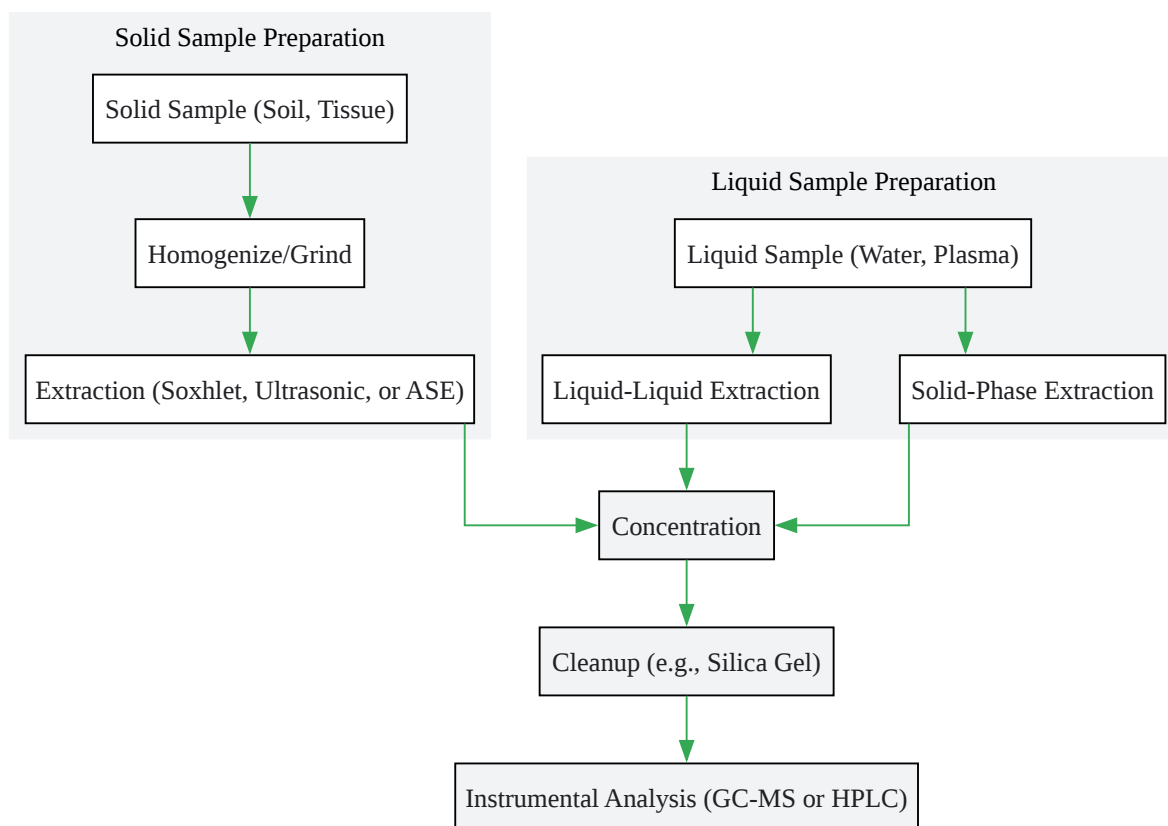 Solid Sample Preparation
Solid Sample (Soil, Tissue)
Homogenize/Grind
Extraction (Soxhlet, Ultrasonic, or ASE)
Liquid Sample Preparation
Liquid Sample (Water, Plasma)
Liquid-Liquid Extraction
Solid-Phase Extraction
Concentration
Cleanup (e.g., Silica Gel)
Instrumental Analysis (GC-MS or HPLC)